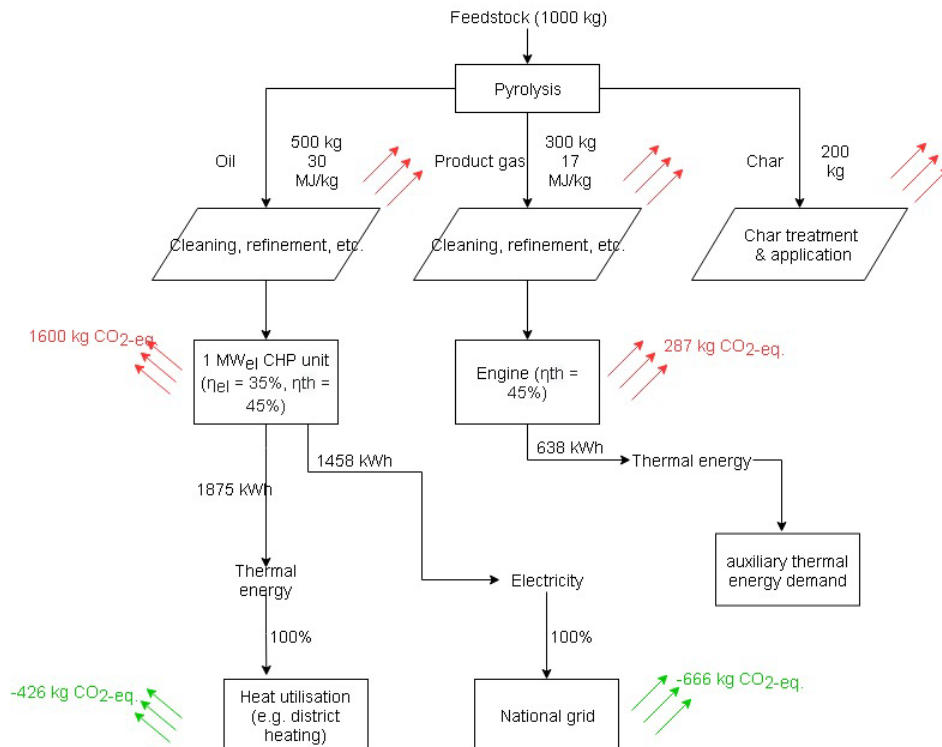 Feedstock (1000 kg)
Pyrolysis
Oil
500 kg
30
MJ/kg
Product gas
300 kg
17
MJ/kg
Char
200
kg
Cleaning, refinement, etc.
Cleaning, refinement, etc.
Char treatment
& application
1600 kg CO2-eq.
1 MWel CHP unit
(ηel = 35%, ηth =
45%)
Engine (ηth =
45%)
287 kg CO2-eq.
638 kWh
Thermal energy
1458 kWh
1875 kWh
auxiliary thermal
energy demand
Thermal
energy
Electricity
100%
100%
-426 kg CO2-eq.
Heat utilisation
(e.g. district
heating)
National grid
-666 kg CO2-eq.